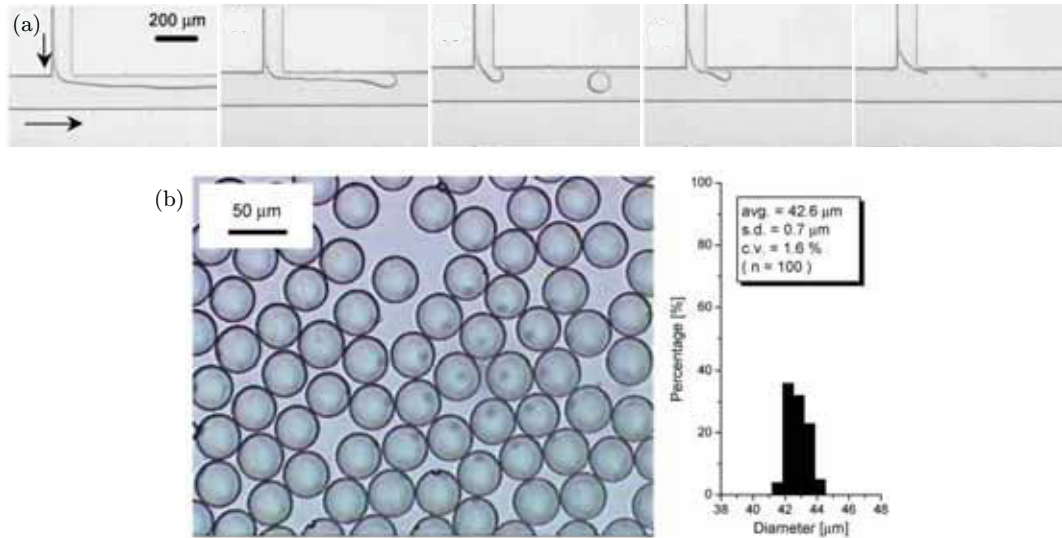 (a)
200 μm
(b)
50 μm
100
80
60
40
20
0
Percentage [%]
avg. = 42.6 μm
s.d. = 0.7 μm
c.v. = 1.6 %
( n = 100 )
38 40 42 44 46 48
Diameter [μm]